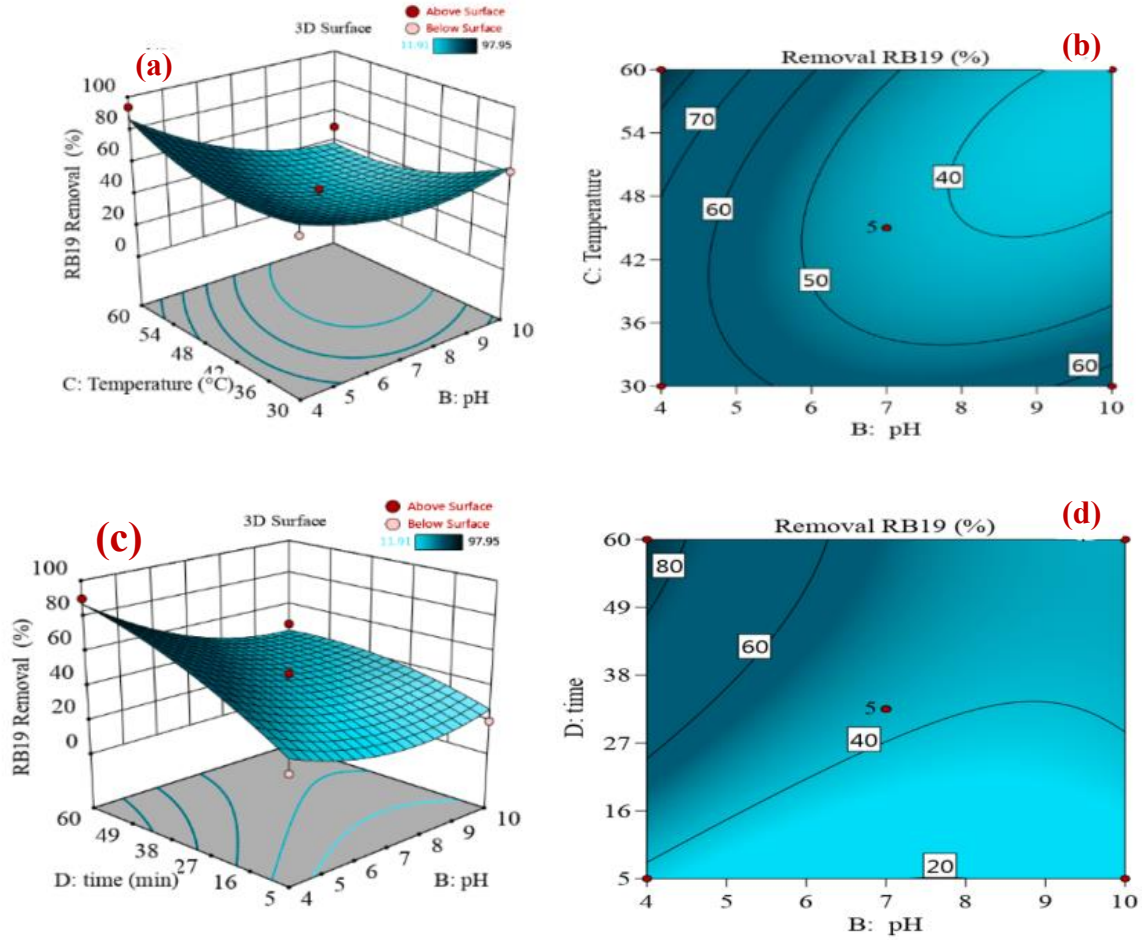 (a)
3D Surface
Above Surface
Below Surface
11.91 97.95
RB19 Removal (%)
100
80
60
40
20
0
60
54
48
42
36
30
C: Temperature (°C)
4
5
6
7
8
9
10
B: pH
(b)
Removal RB19 (%)
C: Temperature
60
54
48
42
36
30
70
60
50
40
5
60
4 5 6 7 8 9 10
B: pH
(c)
3D Surface
Above Surface
Below Surface
11.91 97.95
RB19 Removal (%)
100
80
60
40
20
0
60
49
38
27
16
5
D: time (min)
4
5
6
7
8
9
10
B: pH
(d)
Removal RB19 (%)
D: time
60
49
38
27
16
5
80
60
5
40
20
4 5 6 7 8 9 10
B: pH